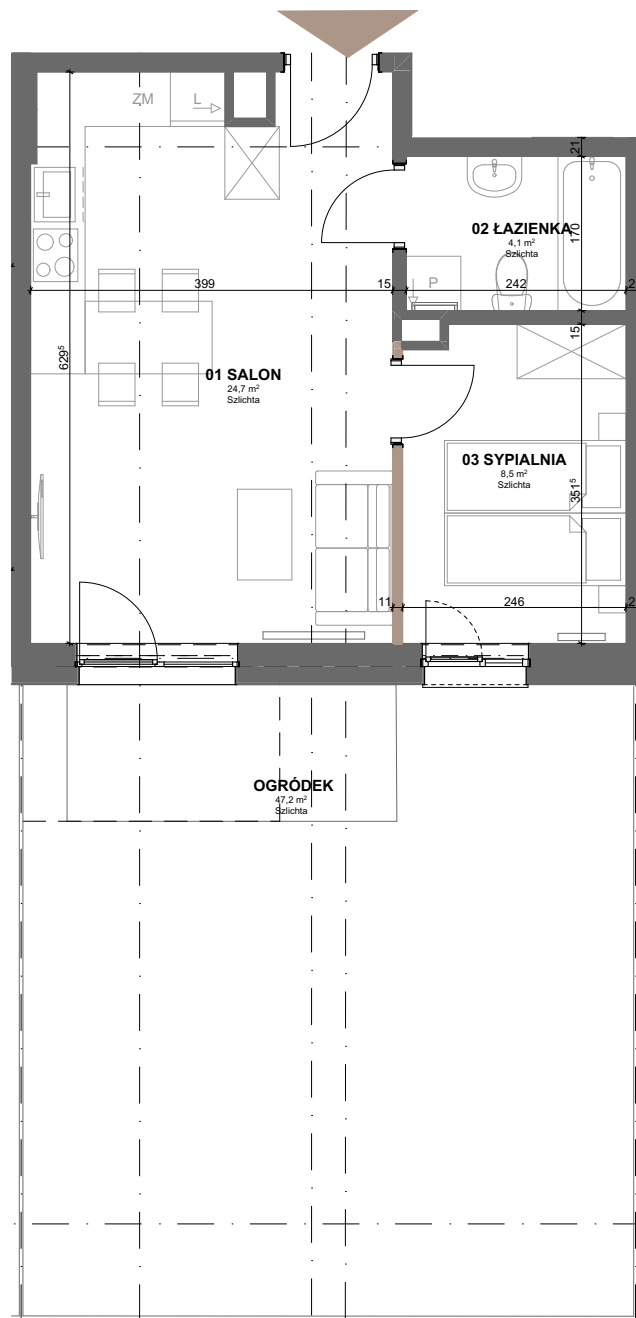 ZM
L
21
02 ŁAZIENKA
4,1 m²
Szlichta
170
P
399
15
242
2
15
629⁵
01 SALON
24,7 m²
Szlichta
03 SYPIALNIA
8,5 m²
Szlichta
351⁵
11
246
2
OGRÓDEK
47,2 m²
Szlichta